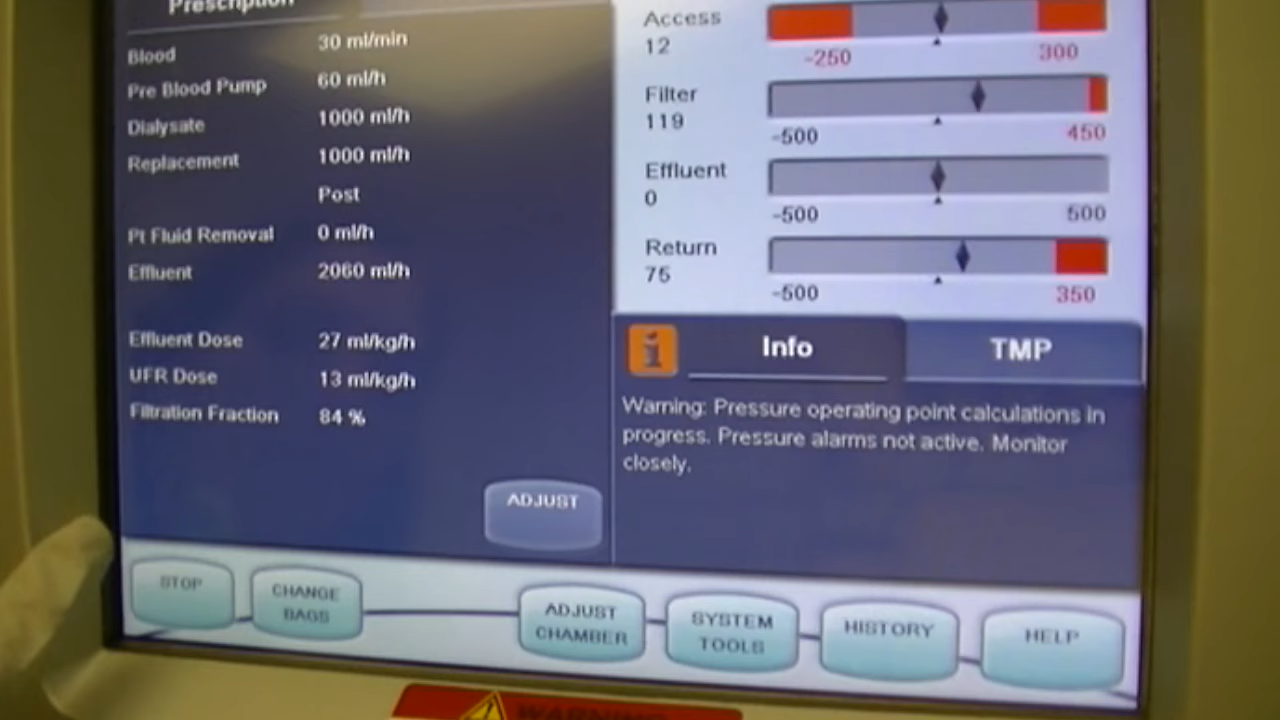 Prescription
Blood 30 ml/min
Pre Blood Pump 60 ml/h
Dialysate 1000 ml/h
Replacement 1000 ml/h
Post
Pt Fluid Removal 0 ml/h
Effluent 2060 ml/h
Effluent Dose 27 ml/kg/h
UFR Dose 13 ml/kg/h
Filtration Fraction 84 %
ADJUST
Access
12
-250 300
Filter
119
-500 450
Effluent
0
-500 500
Return
75
-500 350
i Info TMP
Warning: Pressure operating point calculations in
progress. Pressure alarms not active. Monitor
closely.
STOP
CHANGE
BAGS
ADJUST
CHAMBER
SYSTEM
TOOLS
HISTORY
HELP
WARNING